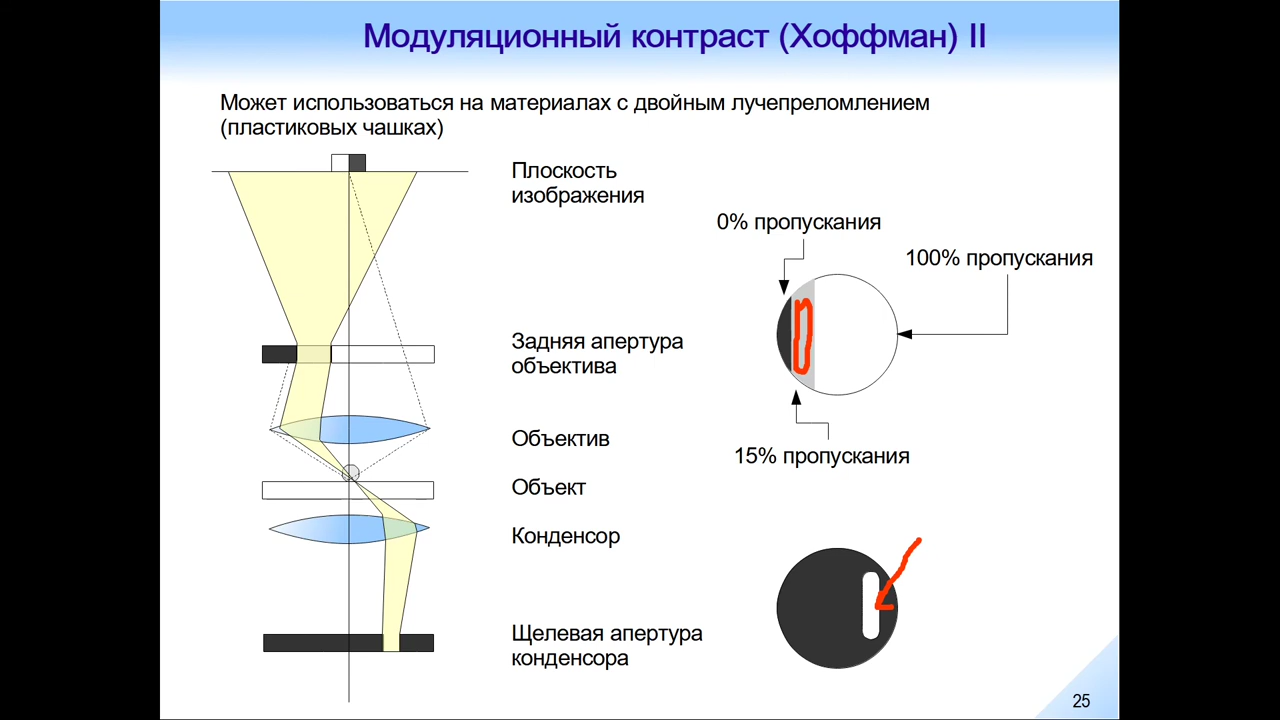 Модуляционный контраст (Хоффман) II
Может использоваться на материалах с двойным лучепреломлением
(пластиковых чашках)
Плоскость
изображения
0% пропускания
100% пропускания
Задняя апертура
объектива
Объектив
15% пропускания
Объект
Конденсор
Щелевая апертура
конденсора
25